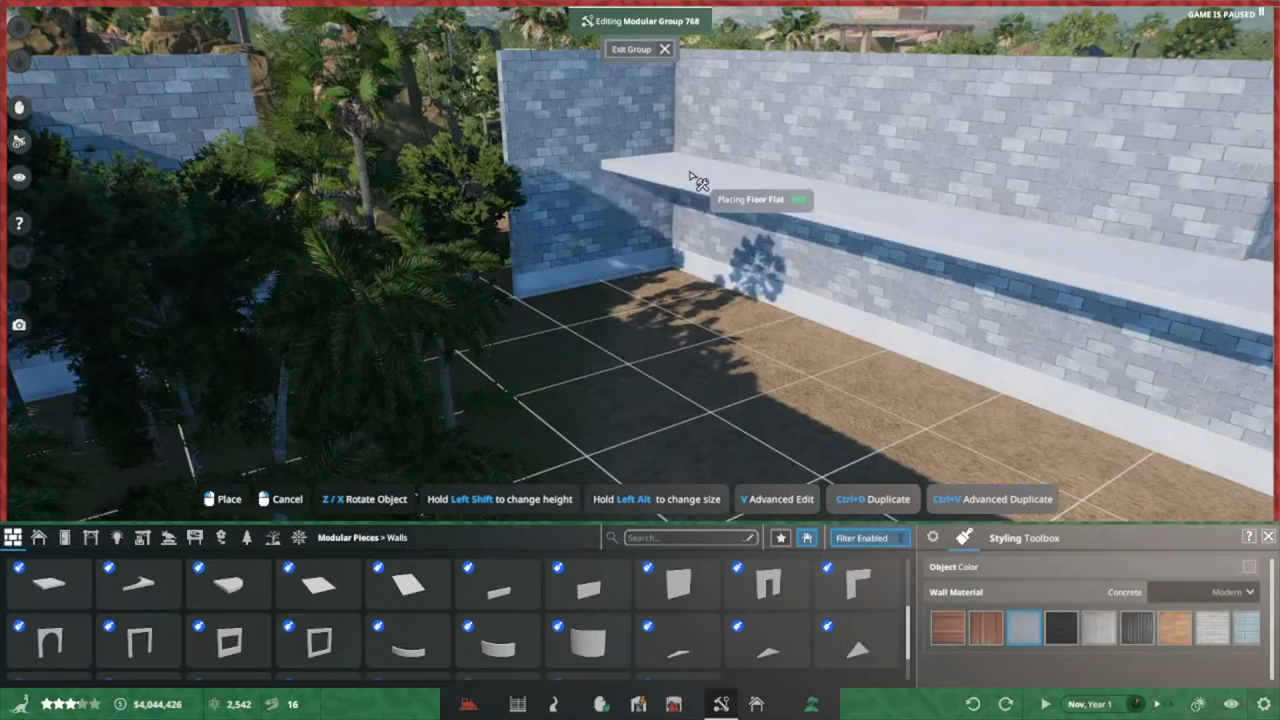 Editing Modular Group 768
Exit Group
GAME IS PAUSED
Placing Floor Flat
Place
Cancel
Z / X Rotate Object
Hold Left Shift to change height
Hold Left Alt to change size
V Advanced Edit
Ctrl+D Duplicate
Ctrl+V Advanced Duplicate
Modular Pieces > Walls
Search...
Filter Enabled
Styling Toolbox
?
Object Color
Wall Material
Concrete
Modern
$4,044,426
2,542
16
Nov, Year 1